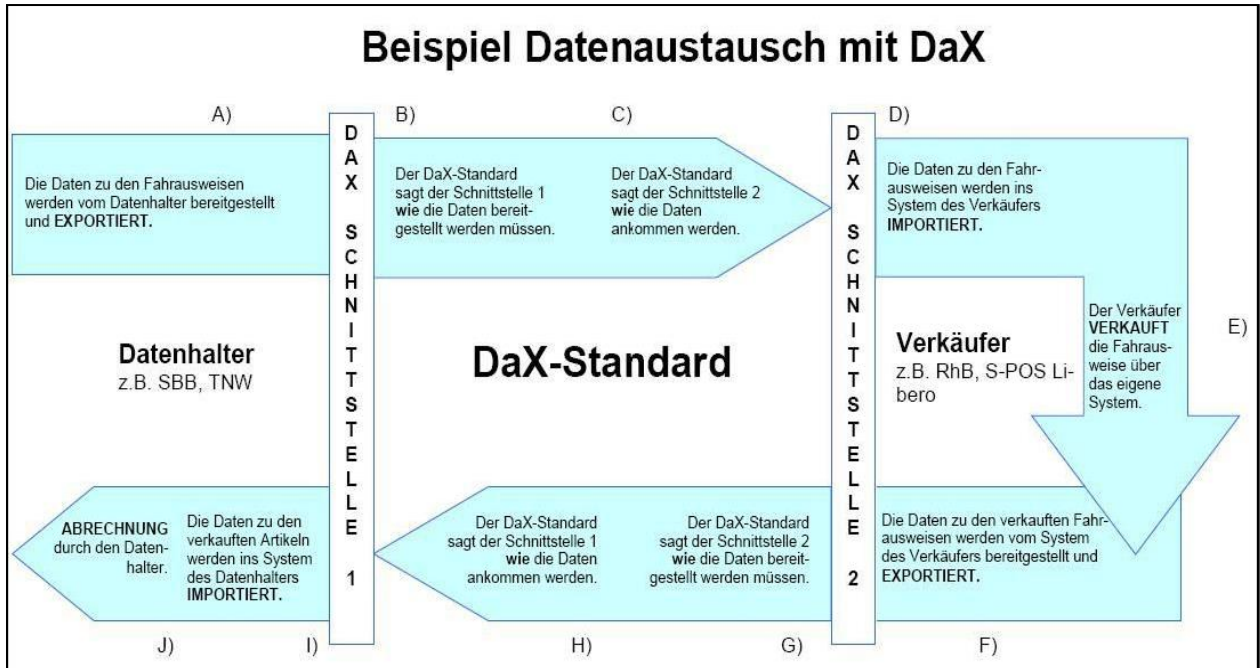 Beispiel Datenaustausch mit DaX
A)
B)
C)
D)
Die Daten zu den Fahrausweisen
werden vom Datenhalter bereitgestellt
und EXPORTIERT.
DAX SCHNITTSTELLE 1
Der DaX-Standard
sagt der Schnittstelle 1
wie die Daten bereit-
gestellt werden müssen.
Der DaX-Standard
sagt der Schnittstelle 2
wie die Daten
ankommen werden.
DAX SCHNITTSTELLE 2
Die Daten zu den Fahr-
ausweisen werden ins
System des Verkäufers
IMPORTIERT.
Der Verkäufer
VERKAUFT
die Fahraus-
weise über
das eigene
System.
E)
Datenhalter
z.B. SBB, TNW
DaX-Standard
Verkäufer
z.B. RhB, S-POS Li-
bero
ABRECHNUNG
durch den Daten-
halter.
Die Daten zu den
verkauften Artikeln
werden ins System
des Datenhalters
IMPORTIERT.
Der DaX-Standard
sagt der Schnittstelle 1
wie die Daten
ankommen werden.
Der DaX-Standard
sagt der Schnittstelle 2
wie die Daten bereit-
gestellt werden müssen.
Die Daten zu den verkauften Fahr-
ausweisen werden vom System
des Verkäufers bereitgestellt und
EXPORTIERT.
J)
I)
H)
G)
F)